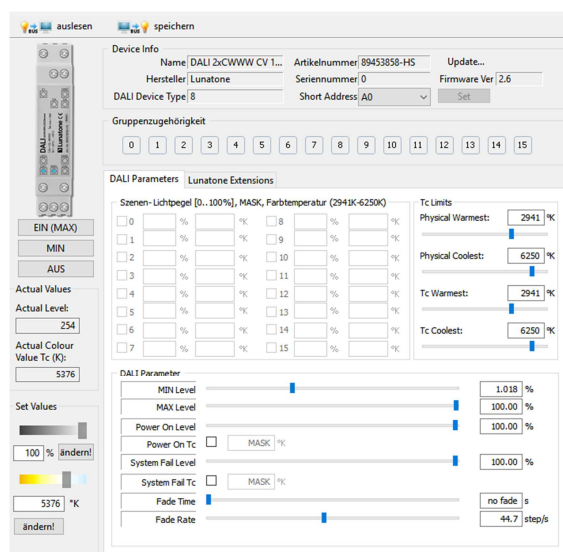 auslesen
speichern
BUS
BUS
Device Info
Name DALI 2xCWWW CV 1... Artikelnummer 89453858-HS Update...
Hersteller Lunatone Seriennummer 0 Firmware Ver 2.6
DALI Device Type 8 Short Address A0 Set
Gruppenzugehörigkeit
0 1 2 3 4 5 6 7 8 9 10 11 12 13 14 15
DALI
Lunatone
EIN (MAX)
MIN
AUS
Actual Values
Actual Level:
254
Actual Colour
Value Tc (K):
5376
Set Values
100 % ändern!
5376 °K
ändern!
DALI Parameters Lunatone Extensions
Szenen- Lichtpegel [0..100%], MASK, Farbtemperatur (2941K-6250K)
0 % °K 8 % °K
1 % °K 9 % °K
2 % °K 10 % °K
3 % °K 11 % °K
4 % °K 12 % °K
5 % °K 13 % °K
6 % °K 14 % °K
7 % °K 15 % °K
Tc Limits
Physical Warmest: 2941 °K
Physical Coolest: 6250 °K
Tc Warmest: 2941 °K
Tc Coolest: 6250 °K
DALI Parameter
MIN Level 1.018 %
MAX Level 100.00 %
Power On Level 100.00 %
Power On Tc MASK °K
System Fail Level 100.00 %
System Fail Tc MASK °K
Fade Time no fade s
Fade Rate 44.7 step/s